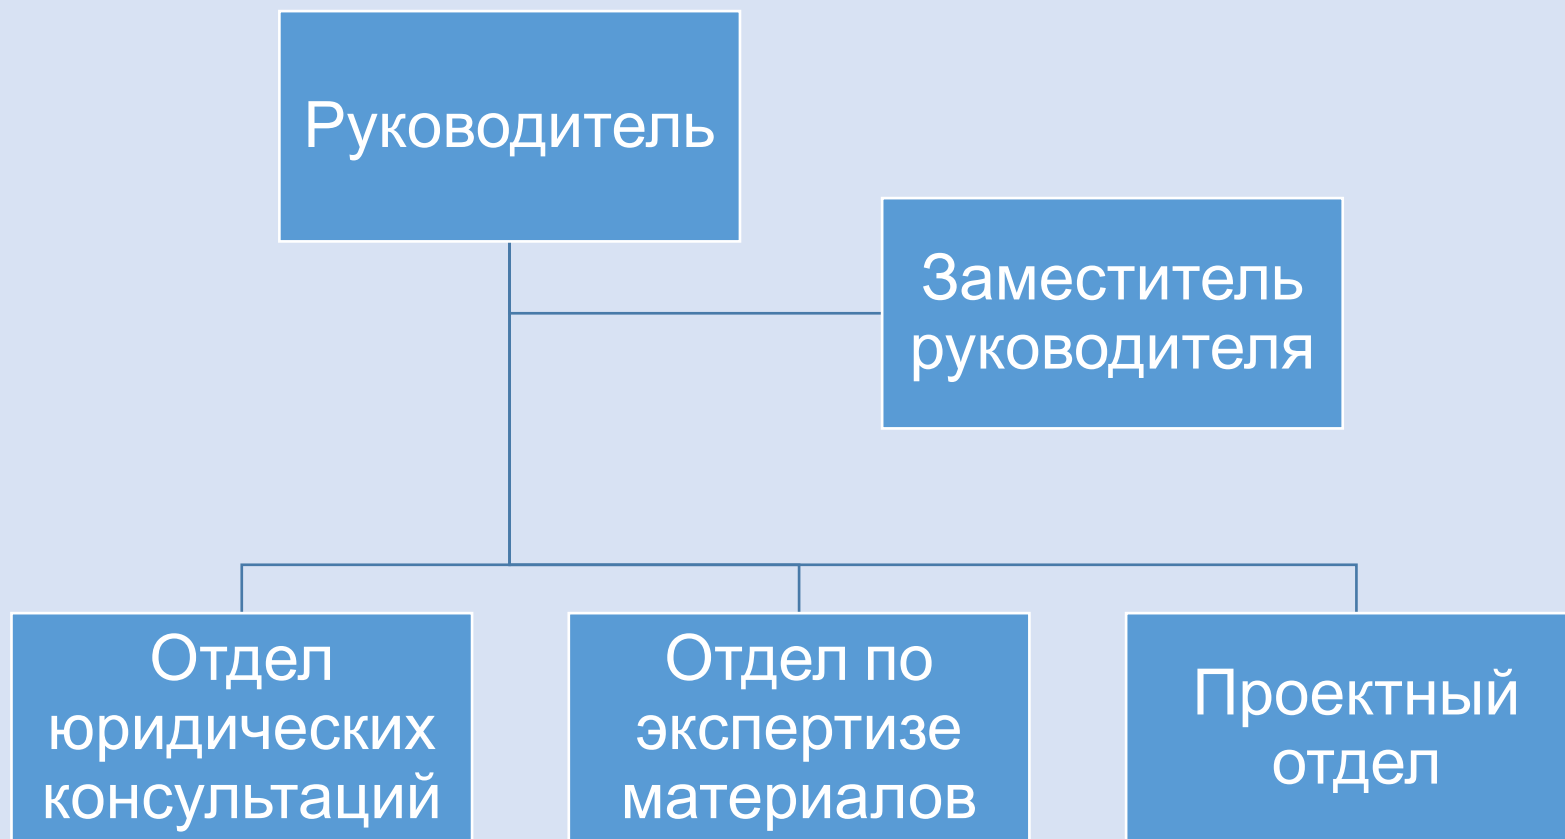 Руководитель
Заместитель
руководителя
Отдел
юридических
консультаций
Отдел по
экспертизе
материалов
Проектный
отдел